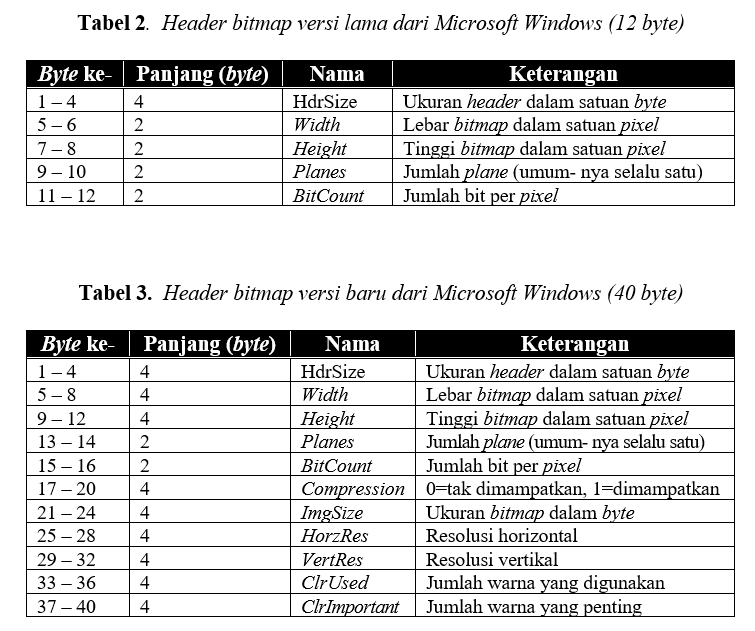 Tabel 2. Header bitmap versi lama dari Microsoft Windows (12 byte)
Byte ke- Panjang (byte) Nama Keterangan
1 – 4 4 HdrSize Ukuran header dalam satuan byte
5 – 6 2 Width Lebar bitmap dalam satuan pixel
7 – 8 2 Height Tinggi bitmap dalam satuan pixel
9 – 10 2 Planes Jumlah plane (umum- nya selalu satu)
11 – 12 2 BitCount Jumlah bit per pixel
Tabel 3. Header bitmap versi baru dari Microsoft Windows (40 byte)
Byte ke- Panjang (byte) Nama Keterangan
1 – 4 4 HdrSize Ukuran header dalam satuan byte
5 – 8 4 Width Lebar bitmap dalam satuan pixel
9 – 12 4 Height Tinggi bitmap dalam satuan pixel
13 – 14 2 Planes Jumlah plane (umum- nya selalu satu)
15 – 16 2 BitCount Jumlah bit per pixel
17 – 20 4 Compression 0=tak dimampatkan, 1=dimampatkan
21 – 24 4 ImgSize Ukuran bitmap dalam byte
25 – 28 4 HorzRes Resolusi horizontal
29 – 32 4 VertRes Resolusi vertikal
33 – 36 4 ClrUsed Jumlah warna yang digunakan
37 – 40 4 ClrImportant Jumlah warna yang penting